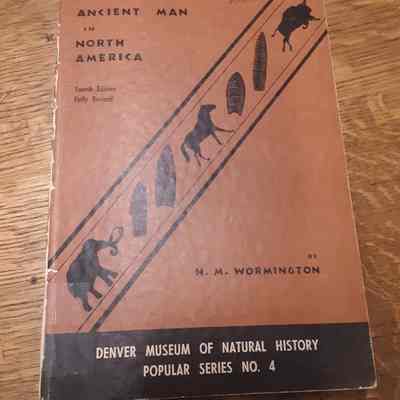 ANCIENT MAN
IN
NORTH
AMERICA
Fourth Edition
Fully Revised
BY
H. M. WORMINGTON
DENVER MUSEUM OF NATURAL HISTORY
POPULAR SERIES NO. 4